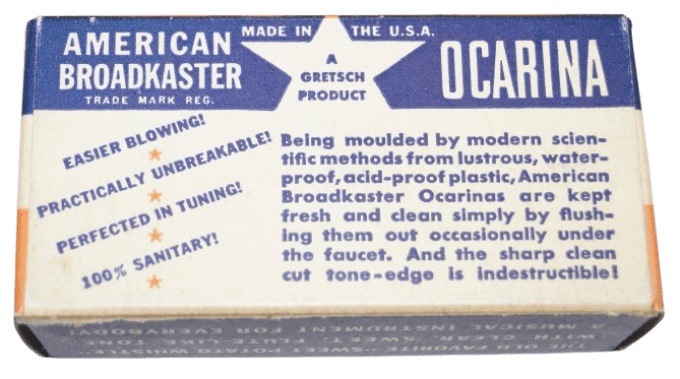 AMERICAN
BROADKASTER
TRADE MARK REG.
MADE IN THE U.S.A.
A
GRETSCH
PRODUCT
OCARINA
EASIER BLOWING!
PRACTICALLY UNBREAKABLE!
PERFECTED IN TUNING!
100% SANITARY!
Being moulded by modern scien-
tific methods from lustrous, water-
proof, acid-proof plastic, American
Broadkaster Ocarinas are kept
fresh and clean simply by flush-
ing them out occasionally under
the faucet. And the sharp clean
cut tone-edge is indestructible!
THE OLD FAVORITE "SWEET POTATO WHISTLE"
WITH CLEAR, SWEET, FLUTE-LIKE TONE
A MUSICAL INSTRUMENT FOR EVERYBODY!